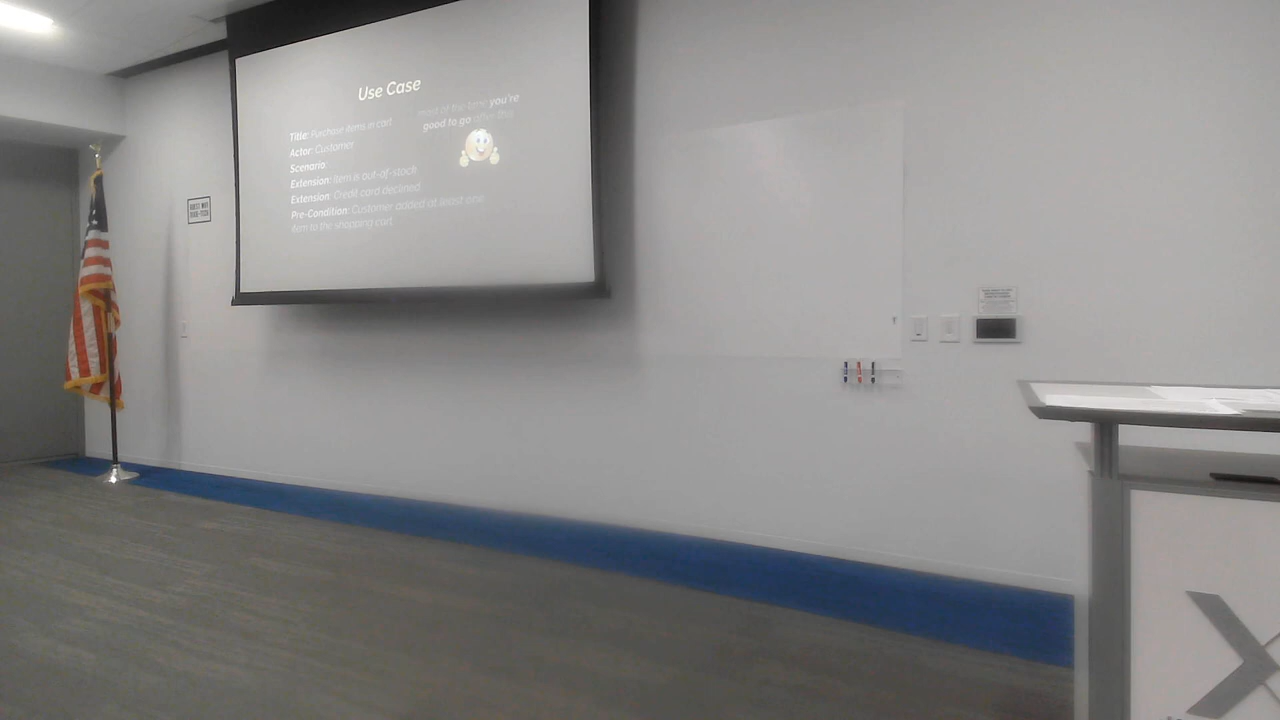 Use Case
Title: Purchase items in cart
Actor: Customer
Scenario:
Extension: Item is out-of-stock
Extension: Credit card declined
Pre-Condition: Customer added at least one
item to the shopping cart
most of the time you're
good to go after this